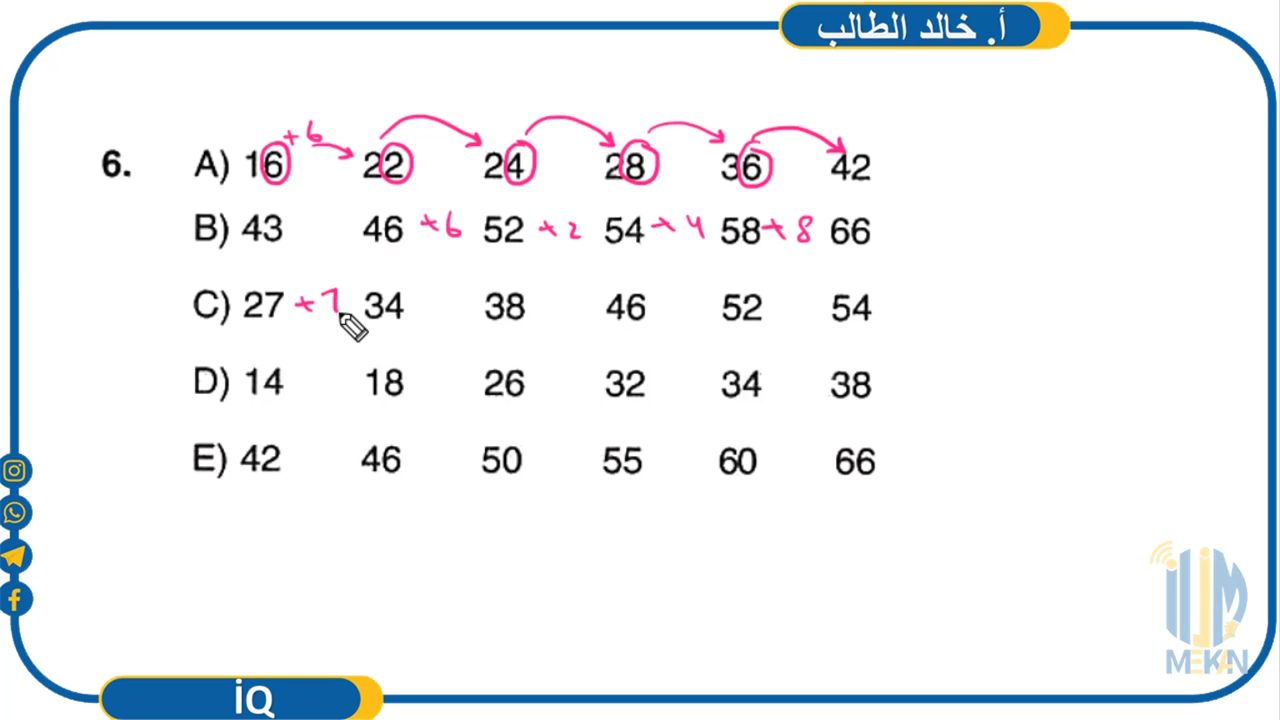 أ. خالد الطالب
+6
6. A) 16 22 24 28 36 42
B) 43 46 +6 52 +2 54 +4 58 +8 66
C) 27 +7 34 38 46 52 54
D) 14 18 26 32 34 38
E) 42 46 50 55 60 66
MEKAN
İQ